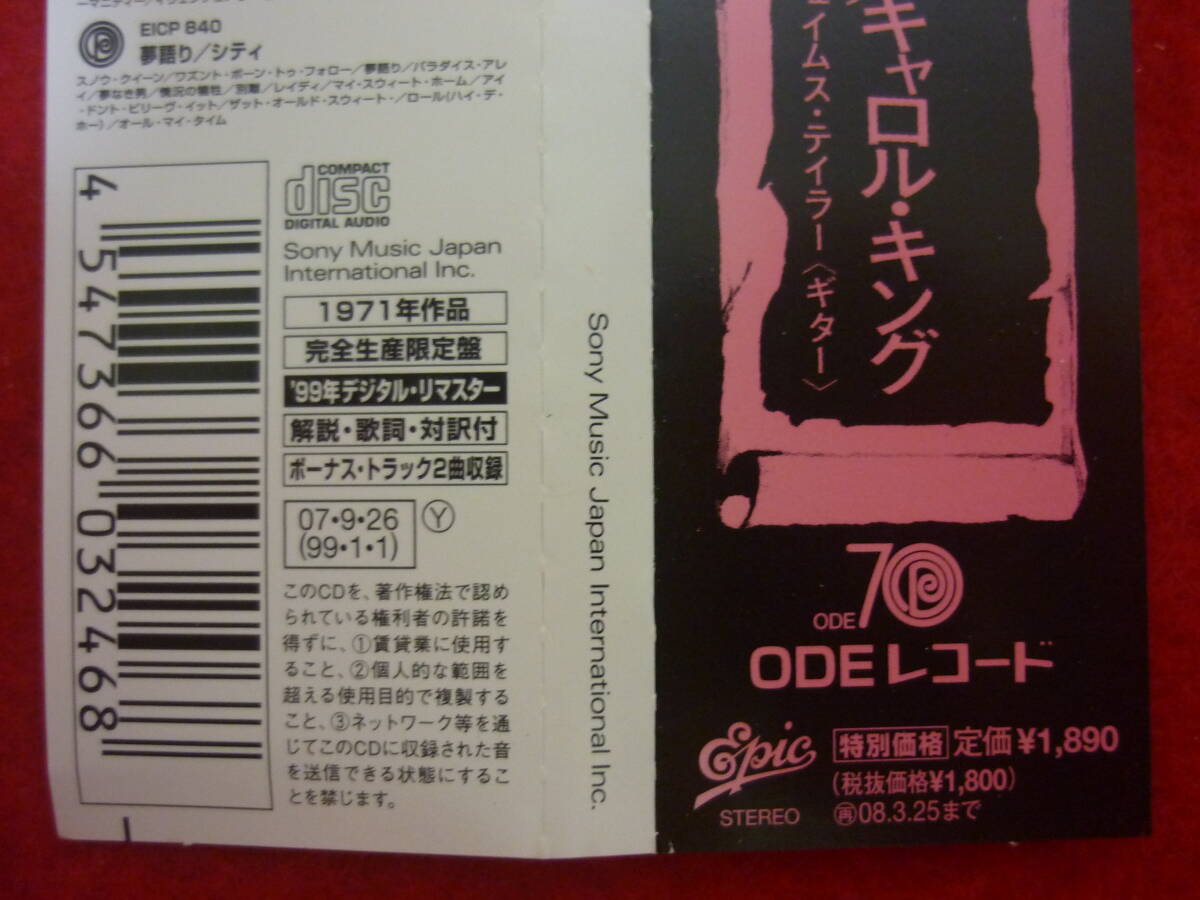 EICP 840
夢語り/シティ
スノウ・クイーン/ワズント・ボーン・トゥ・フォロー/夢語り/パラダイス・アレ
イ/夢なき男/情況の犠牲/別離/レイディ/マイ・スウィート・ホーム/アイ
・ドント・ビリーヴ・イット/ザット・オールド・スウィート・/ロール(ハイ・デ・
ホー)/オール・マイ・タイム
4 547366 032468
COMPACT
disc
DIGITAL AUDIO
Sony Music Japan
International Inc.
1971年作品
完全生産限定盤
'99年デジタル・リマスター
解説・歌詞・対訳付
ボーナス・トラック2曲収録
07・9・26
(99・1・1)
Y
このCDを、著作権法で認め
られている権利者の許諾を
得ずに、①賃貸業に使用す
ること、②個人的な範囲を
超える使用目的で複製する
こと、③ネットワーク等を通
じてこのCDに収録された音
を送信できる状態にするこ
とを禁じます。
Sony Music Japan International Inc.
キャロル・キング
ェイムス・テイラー〈ギター〉
ODE 70
ODEレコード
Epic
STEREO
特別価格 定価¥1,890
(税抜価格¥1,800)
再08.3.25まで